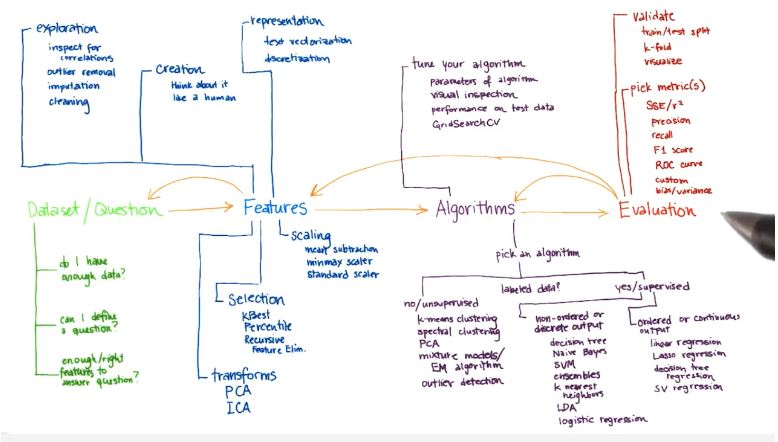 exploration
inspect for
correlations
outlier removal
imputation
cleaning
creation
think about it
like a human
representation
text vectorization
discretization
tune your algorithm
parameters of algorithm
visual inspection
performance on test data
GridSearchCV
validate
train/test split
k-fold
visualize
pick metric(s)
SSE/r²
precision
recall
F1 score
ROC curve
custom
bias/variance
Dataset/Question
Features
Algorithms
Evaluation
do I have
enough data?
can I define
a question?
enough/right
features to
answer question?
scaling
mean subtraction
minmax scaler
standard scaler
Selection
KBest
Percentile
Recursive
Feature Elim.
transforms
PCA
ICA
pick an algorithm
labeled data?
no/unsupervised
k-means clustering
spectral clustering
PCA
mixture models/
EM algorithm
outlier detection
yes/supervised
non-ordered or
discrete output
decision tree
Naive Bayes
SVM
ensembles
k nearest
neighbors
LDA
logistic regression
ordered or continuous
output
linear regression
Lasso regression
decision tree
regression
SV regression